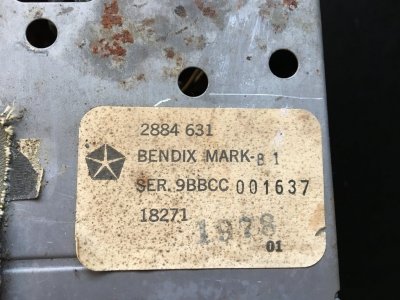 2884 631
BENDIX MARK-B 1
SER. 9BBCC 001637
18271 1978
01